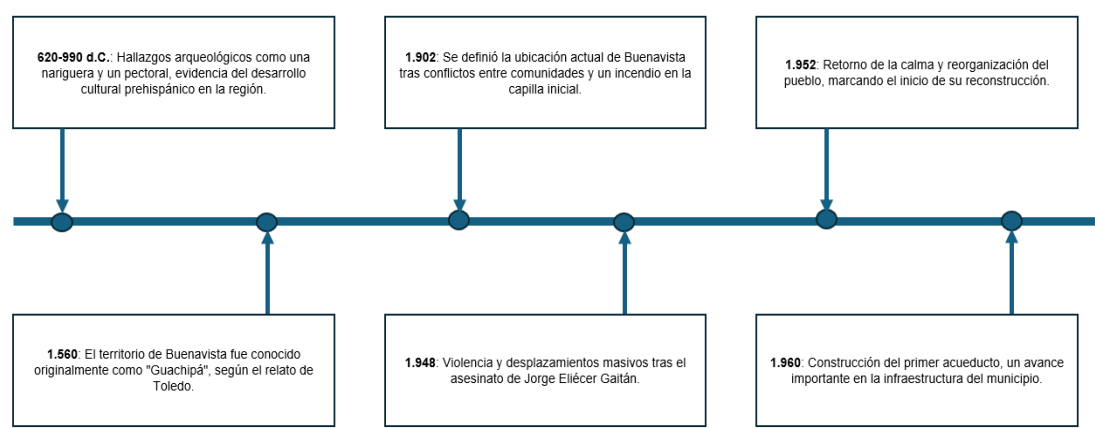 620-990 d.C.: Hallazgos arqueológicos como una
nariguera y un pectoral, evidencia del desarrollo
cultural prehispánico en la región.
1.902: Se definió la ubicación actual de Buenavista
tras conflictos entre comunidades y un incendio en la
capilla inicial.
1.952: Retorno de la calma y reorganización del
pueblo, marcando el inicio de su reconstrucción.
1.560: El territorio de Buenavista fue conocido
originalmente como "Guachipá", según el relato de
Toledo.
1.948: Violencia y desplazamientos masivos tras el
asesinato de Jorge Eliécer Gaitán.
1.960: Construcción del primer acueducto, un avance
importante en la infraestructura del municipio.